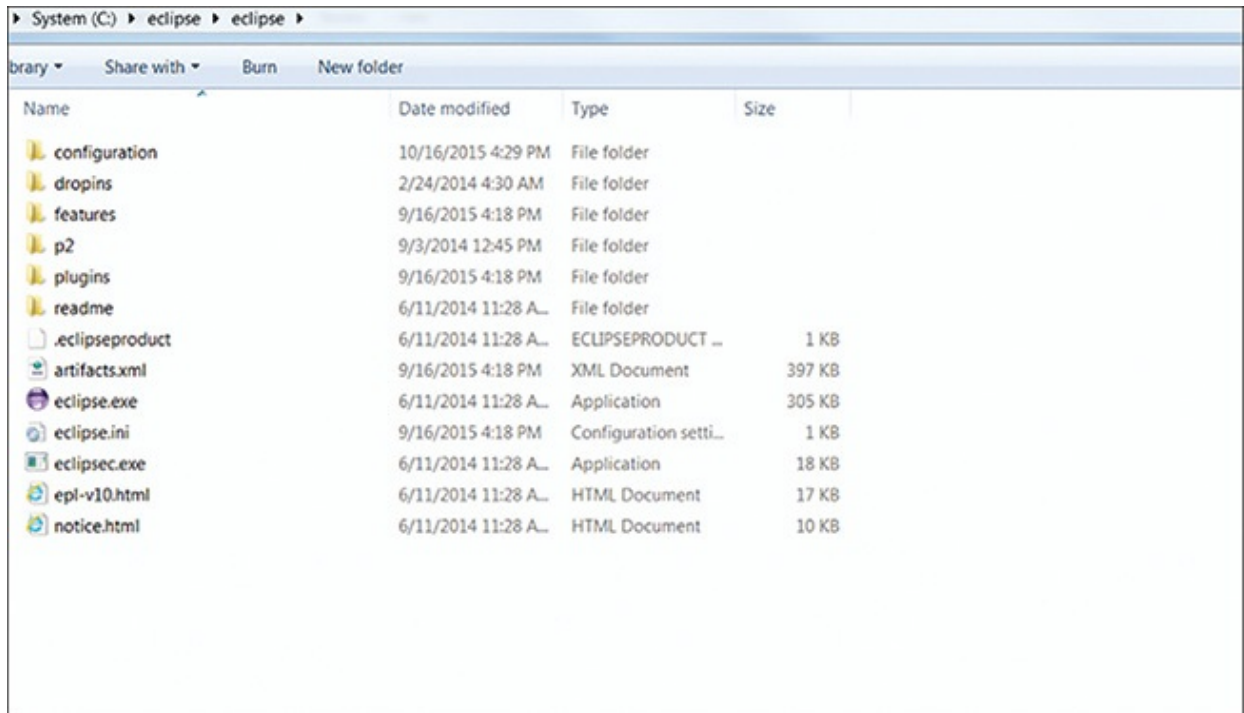 System (C:) eclipse eclipse
brary Share with Burn New folder
Name Date modified Type Size
configuration 10/16/2015 4:29 PM File folder
dropins 2/24/2014 4:30 AM File folder
features 9/16/2015 4:18 PM File folder
p2 9/3/2014 12:45 PM File folder
plugins 9/16/2015 4:18 PM File folder
readme 6/11/2014 11:28 A... File folder
.eclipseproduct 6/11/2014 11:28 A... ECLIPSEPRODUCT ... 1 KB
artifacts.xml 9/16/2015 4:18 PM XML Document 397 KB
eclipse.exe 6/11/2014 11:28 A... Application 305 KB
eclipse.ini 9/16/2015 4:18 PM Configuration setti... 1 KB
eclipsec.exe 6/11/2014 11:28 A... Application 18 KB
epl-v10.html 6/11/2014 11:28 A... HTML Document 17 KB
notice.html 6/11/2014 11:28 A... HTML Document 10 KB